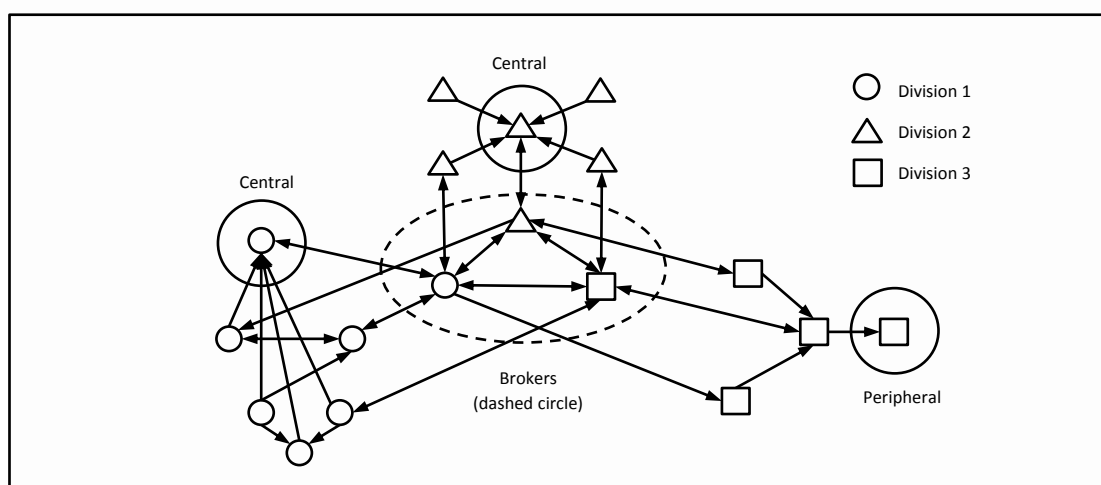 Central
Division 1
Division 2
Division 3
Central
Brokers
(dashed circle)
Peripheral